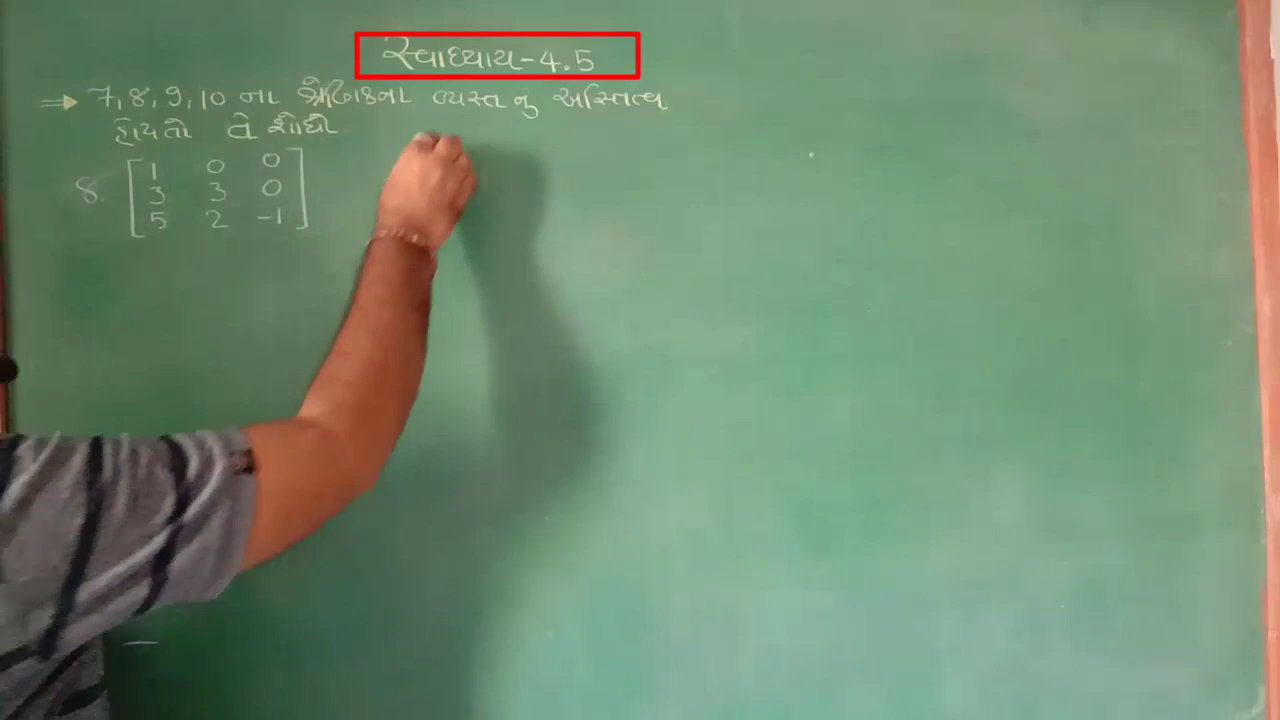 સ્વાધ્યાય-4.5
⇒ 7,8,9,10 ના શ્રેણિકના વ્યસ્ત નું અસ્તિત્વ
હોયતો તે શોધો
8. [ 1 0 0
3 3 0
5 2 -1 ]